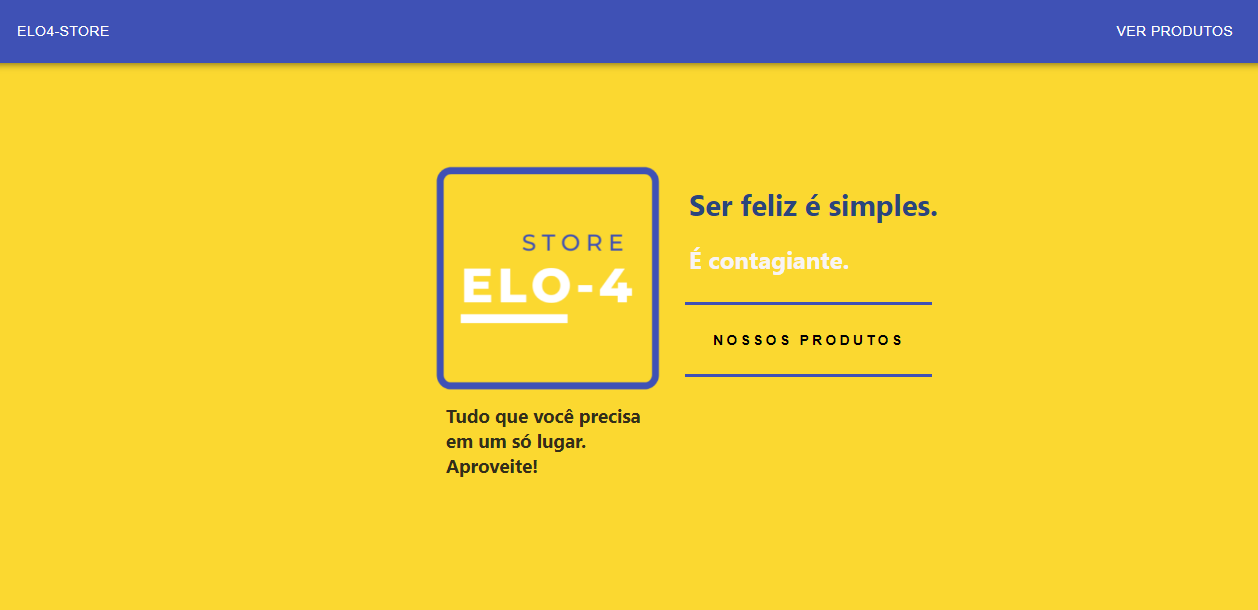 ELO4-STORE
VER PRODUTOS
STORE
ELO-4
Tudo que você precisa
em um só lugar.
Aproveite!
Ser feliz é simples.
É contagiante.
NOSSOS PRODUTOS